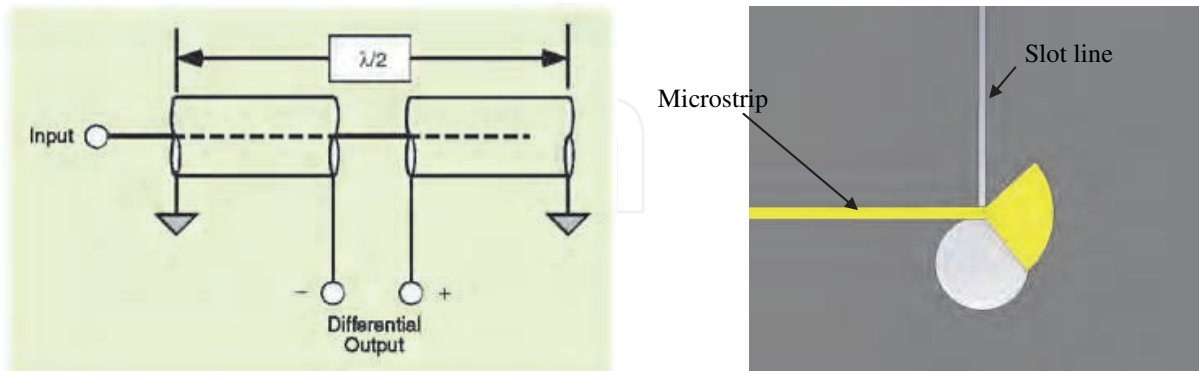 λ/2
Input
− +
Differential
Output
Slot line
Microstrip